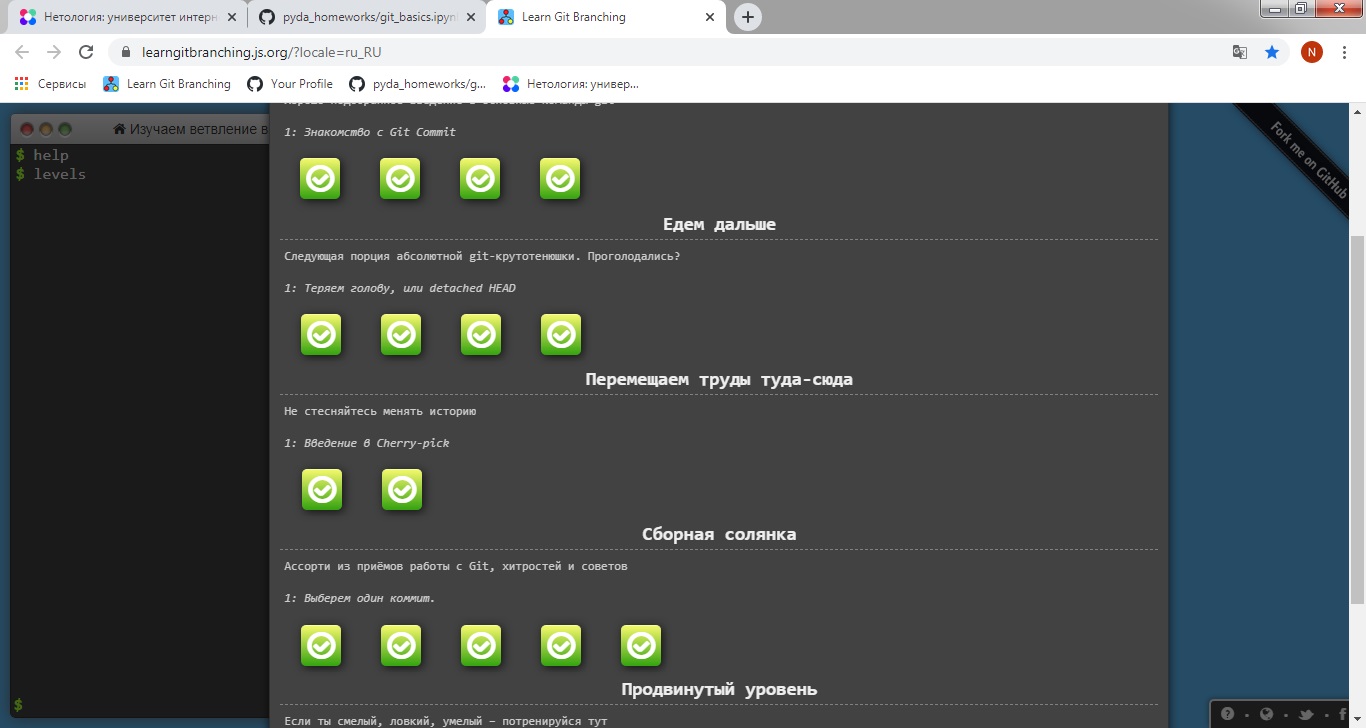 Нетология: университет интерн
pyda_homeworks/git_basics.ipyn
Learn Git Branching
learngitbranching.js.org/?locale=ru_RU
N
Сервисы
Learn Git Branching
Your Profile
pyda_homeworks/g...
Нетология: универ...
Изучаем ветвление в
$ help
$ levels
$
1: Знакомство с Git Commit
Едем дальше
Следующая порция абсолютной git-крутотенюшки. Проголодались?
1: Теряем голову, или detached HEAD
Перемещаем труды туда-сюда
Не стесняйтесь менять историю
1: Введение в Cherry-pick
Сборная солянка
Ассорти из приёмов работы с Git, хитростей и советов
1: Выберем один коммит.
Продвинутый уровень
Если ты смелый, ловкий, умелый – потренируйся тут
Fork me on GitHub